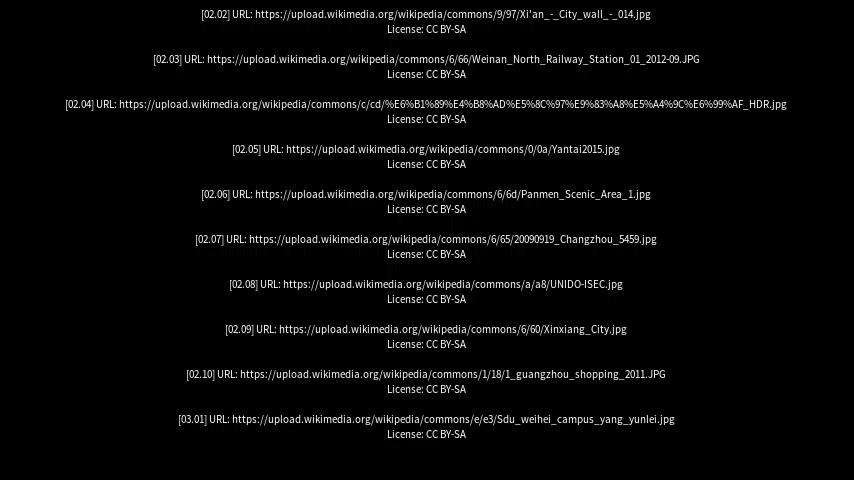 [02.02] URL: https://upload.wikimedia.org/wikipedia/commons/9/97/Xi'an_-_City_wall_-_014.jpg
License: CC BY-SA
[02.03] URL: https://upload.wikimedia.org/wikipedia/commons/6/66/Weinan_North_Railway_Station_01_2012-09.JPG
License: CC BY-SA
[02.04] URL: https://upload.wikimedia.org/wikipedia/commons/c/cd/%E6%B1%89%E4%B8%AD%E5%8C%97%E9%83%A8%E5%A4%9C%E6%99%AF_HDR.jpg
License: CC BY-SA
[02.05] URL: https://upload.wikimedia.org/wikipedia/commons/0/0a/Yantai2015.jpg
License: CC BY-SA
[02.06] URL: https://upload.wikimedia.org/wikipedia/commons/6/6d/Panmen_Scenic_Area_1.jpg
License: CC BY-SA
[02.07] URL: https://upload.wikimedia.org/wikipedia/commons/6/65/20090919_Changzhou_5459.jpg
License: CC BY-SA
[02.08] URL: https://upload.wikimedia.org/wikipedia/commons/a/a8/UNIDO-ISEC.jpg
License: CC BY-SA
[02.09] URL: https://upload.wikimedia.org/wikipedia/commons/6/60/Xinxiang_City.jpg
License: CC BY-SA
[02.10] URL: https://upload.wikimedia.org/wikipedia/commons/1/18/1_guangzhou_shopping_2011.JPG
License: CC BY-SA
[03.01] URL: https://upload.wikimedia.org/wikipedia/commons/e/e3/Sdu_weihei_campus_yang_yunlei.jpg
License: CC BY-SA